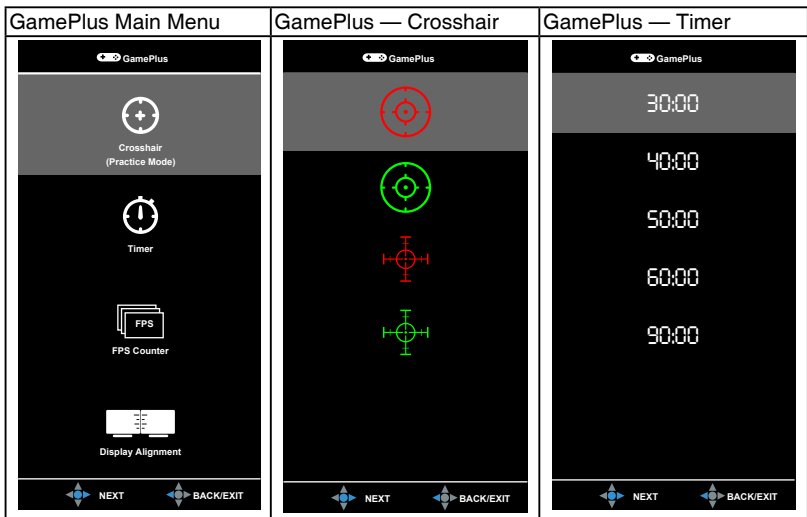 GamePlus Main Menu
GamePlus
Crosshair
(Practice Mode)
Timer
FPS
FPS Counter
Display Alignment
NEXT BACK/EXIT
GamePlus — Crosshair
GamePlus
NEXT BACK/EXIT
GamePlus — Timer
GamePlus
30:00
40:00
50:00
60:00
90:00
NEXT BACK/EXIT